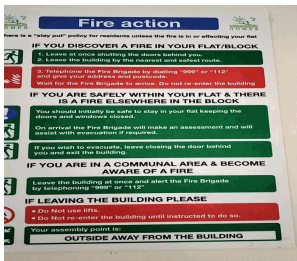 Fire action
HOMES
here is a "stay put" policy for residents unless the fire is in or effecting your flat
IF YOU DISCOVER A FIRE IN YOUR FLAT/BLOCK
1. Leave at once shutting the doors behind you.
2. Leave the building by the nearest and safest route.
3. Telephone the Fire Brigade by dialling "999" or "112"
and give your address and postcode.
Wait for the Fire Brigade to arrive. Do not re-enter the building
IF YOU ARE SAFELY WITHIN YOUR FLAT & THERE
IS A FIRE ELSEWHERE IN THE BLOCK
You should initially be safe to stay in your flat keeping the
doors and windows closed.
On arrival the Fire Brigade will make an assessment and will
assist with evacuation if required.
If you wish to evacuate, leave closing the door behind
you and exit the building.
IF YOU ARE IN A COMMUNAL AREA & BECOME
AWARE OF A FIRE
Leave the building at once and alert the Fire Brigade
by telephoning "999" or "112"
IF LEAVING THE BUILDING PLEASE
• Do not use lifts.
• Do not re-enter the building until instructed to do so.
Your assembly point is:
OUTSIDE AWAY FROM THE BUILDING